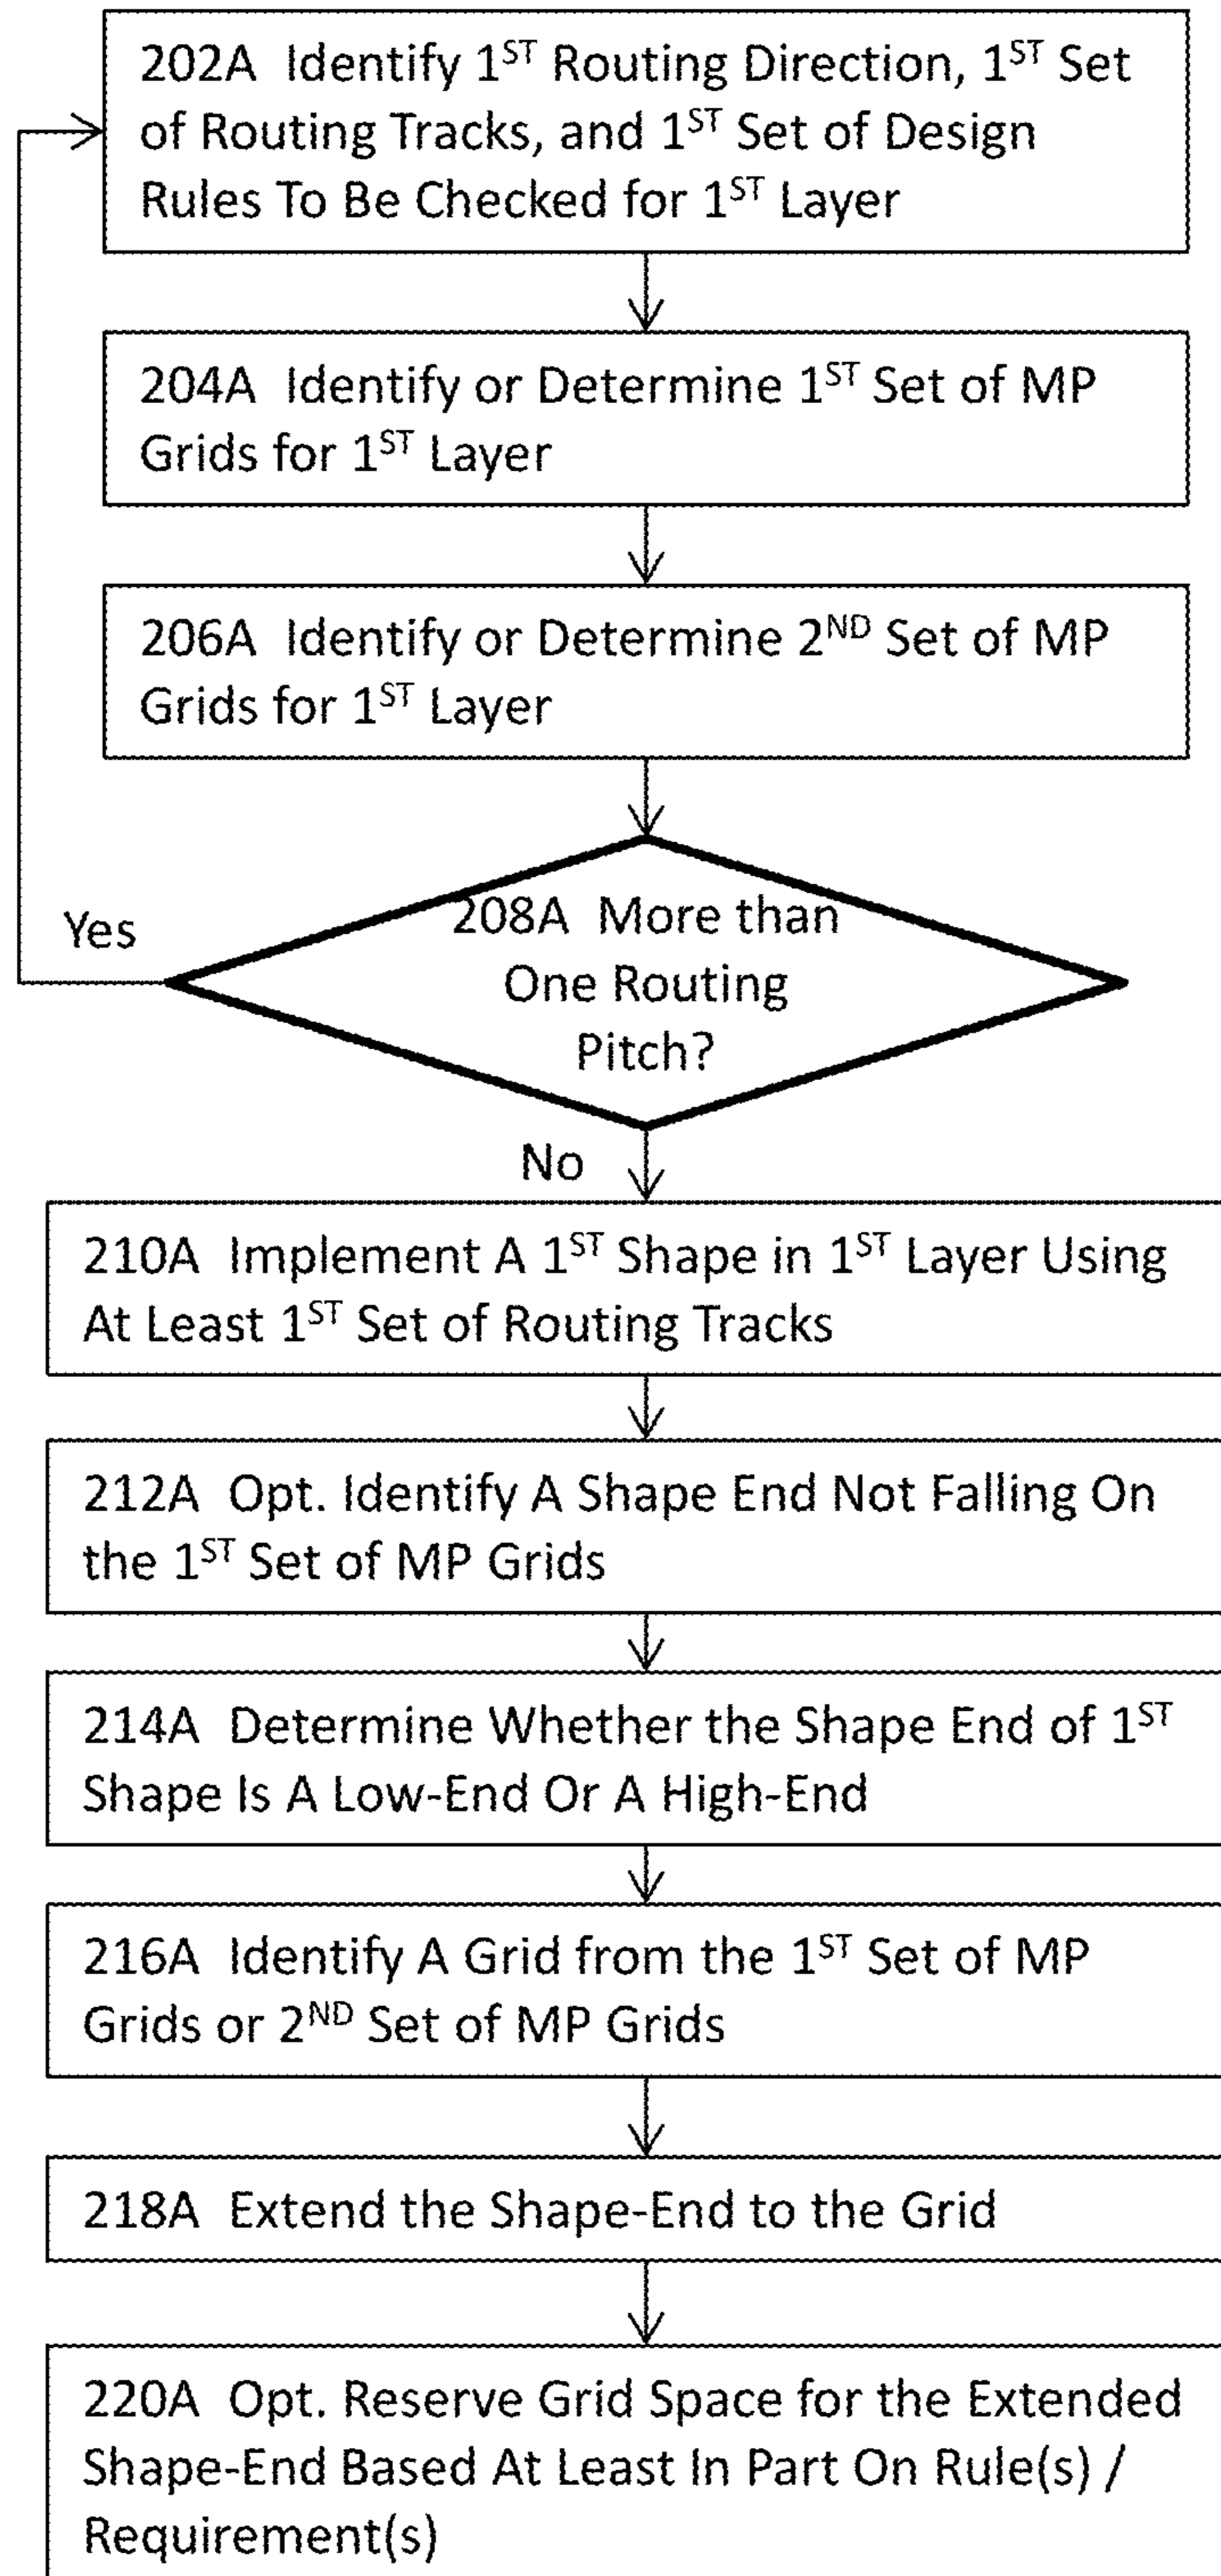 202A Identify 1ST Routing Direction, 1ST Set
of Routing Tracks, and 1ST Set of Design
Rules To Be Checked for 1ST Layer
204A Identify or Determine 1ST Set of MP
Grids for 1ST Layer
206A Identify or Determine 2ND Set of MP
Grids for 1ST Layer
Yes
208A More than
One Routing
Pitch?
No
210A Implement A 1ST Shape in 1ST Layer Using
At Least 1ST Set of Routing Tracks
212A Opt. Identify A Shape End Not Falling On
the 1ST Set of MP Grids
214A Determine Whether the Shape End of 1ST
Shape Is A Low-End Or A High-End
216A Identify A Grid from the 1ST Set of MP
Grids or 2ND Set of MP Grids
218A Extend the Shape-End to the Grid
220A Opt. Reserve Grid Space for the Extended
Shape-End Based At Least In Part On Rule(s) /
Requirement(s)